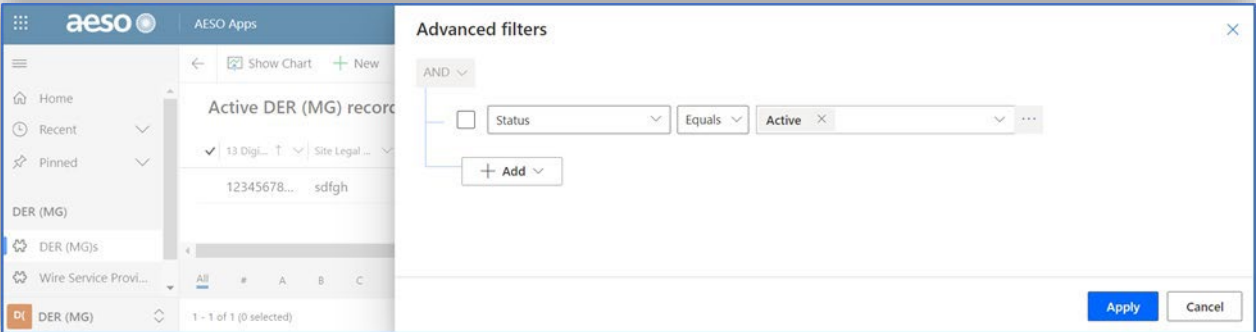 aeso
AESO Apps
Advanced filters
Show Chart
New
AND
Home
Active DER (MG) recorc
Recent
Status
Equals
Active
13 Digi...
Site Legal ...
Pinned
Add
12345678...
sdfgh
DER (MG)
DER (MG)s
Wire Service Provi...
All
#
A
B
C
D(
DER (MG)
1 - 1 of 1 (0 selected)
Apply
Cancel